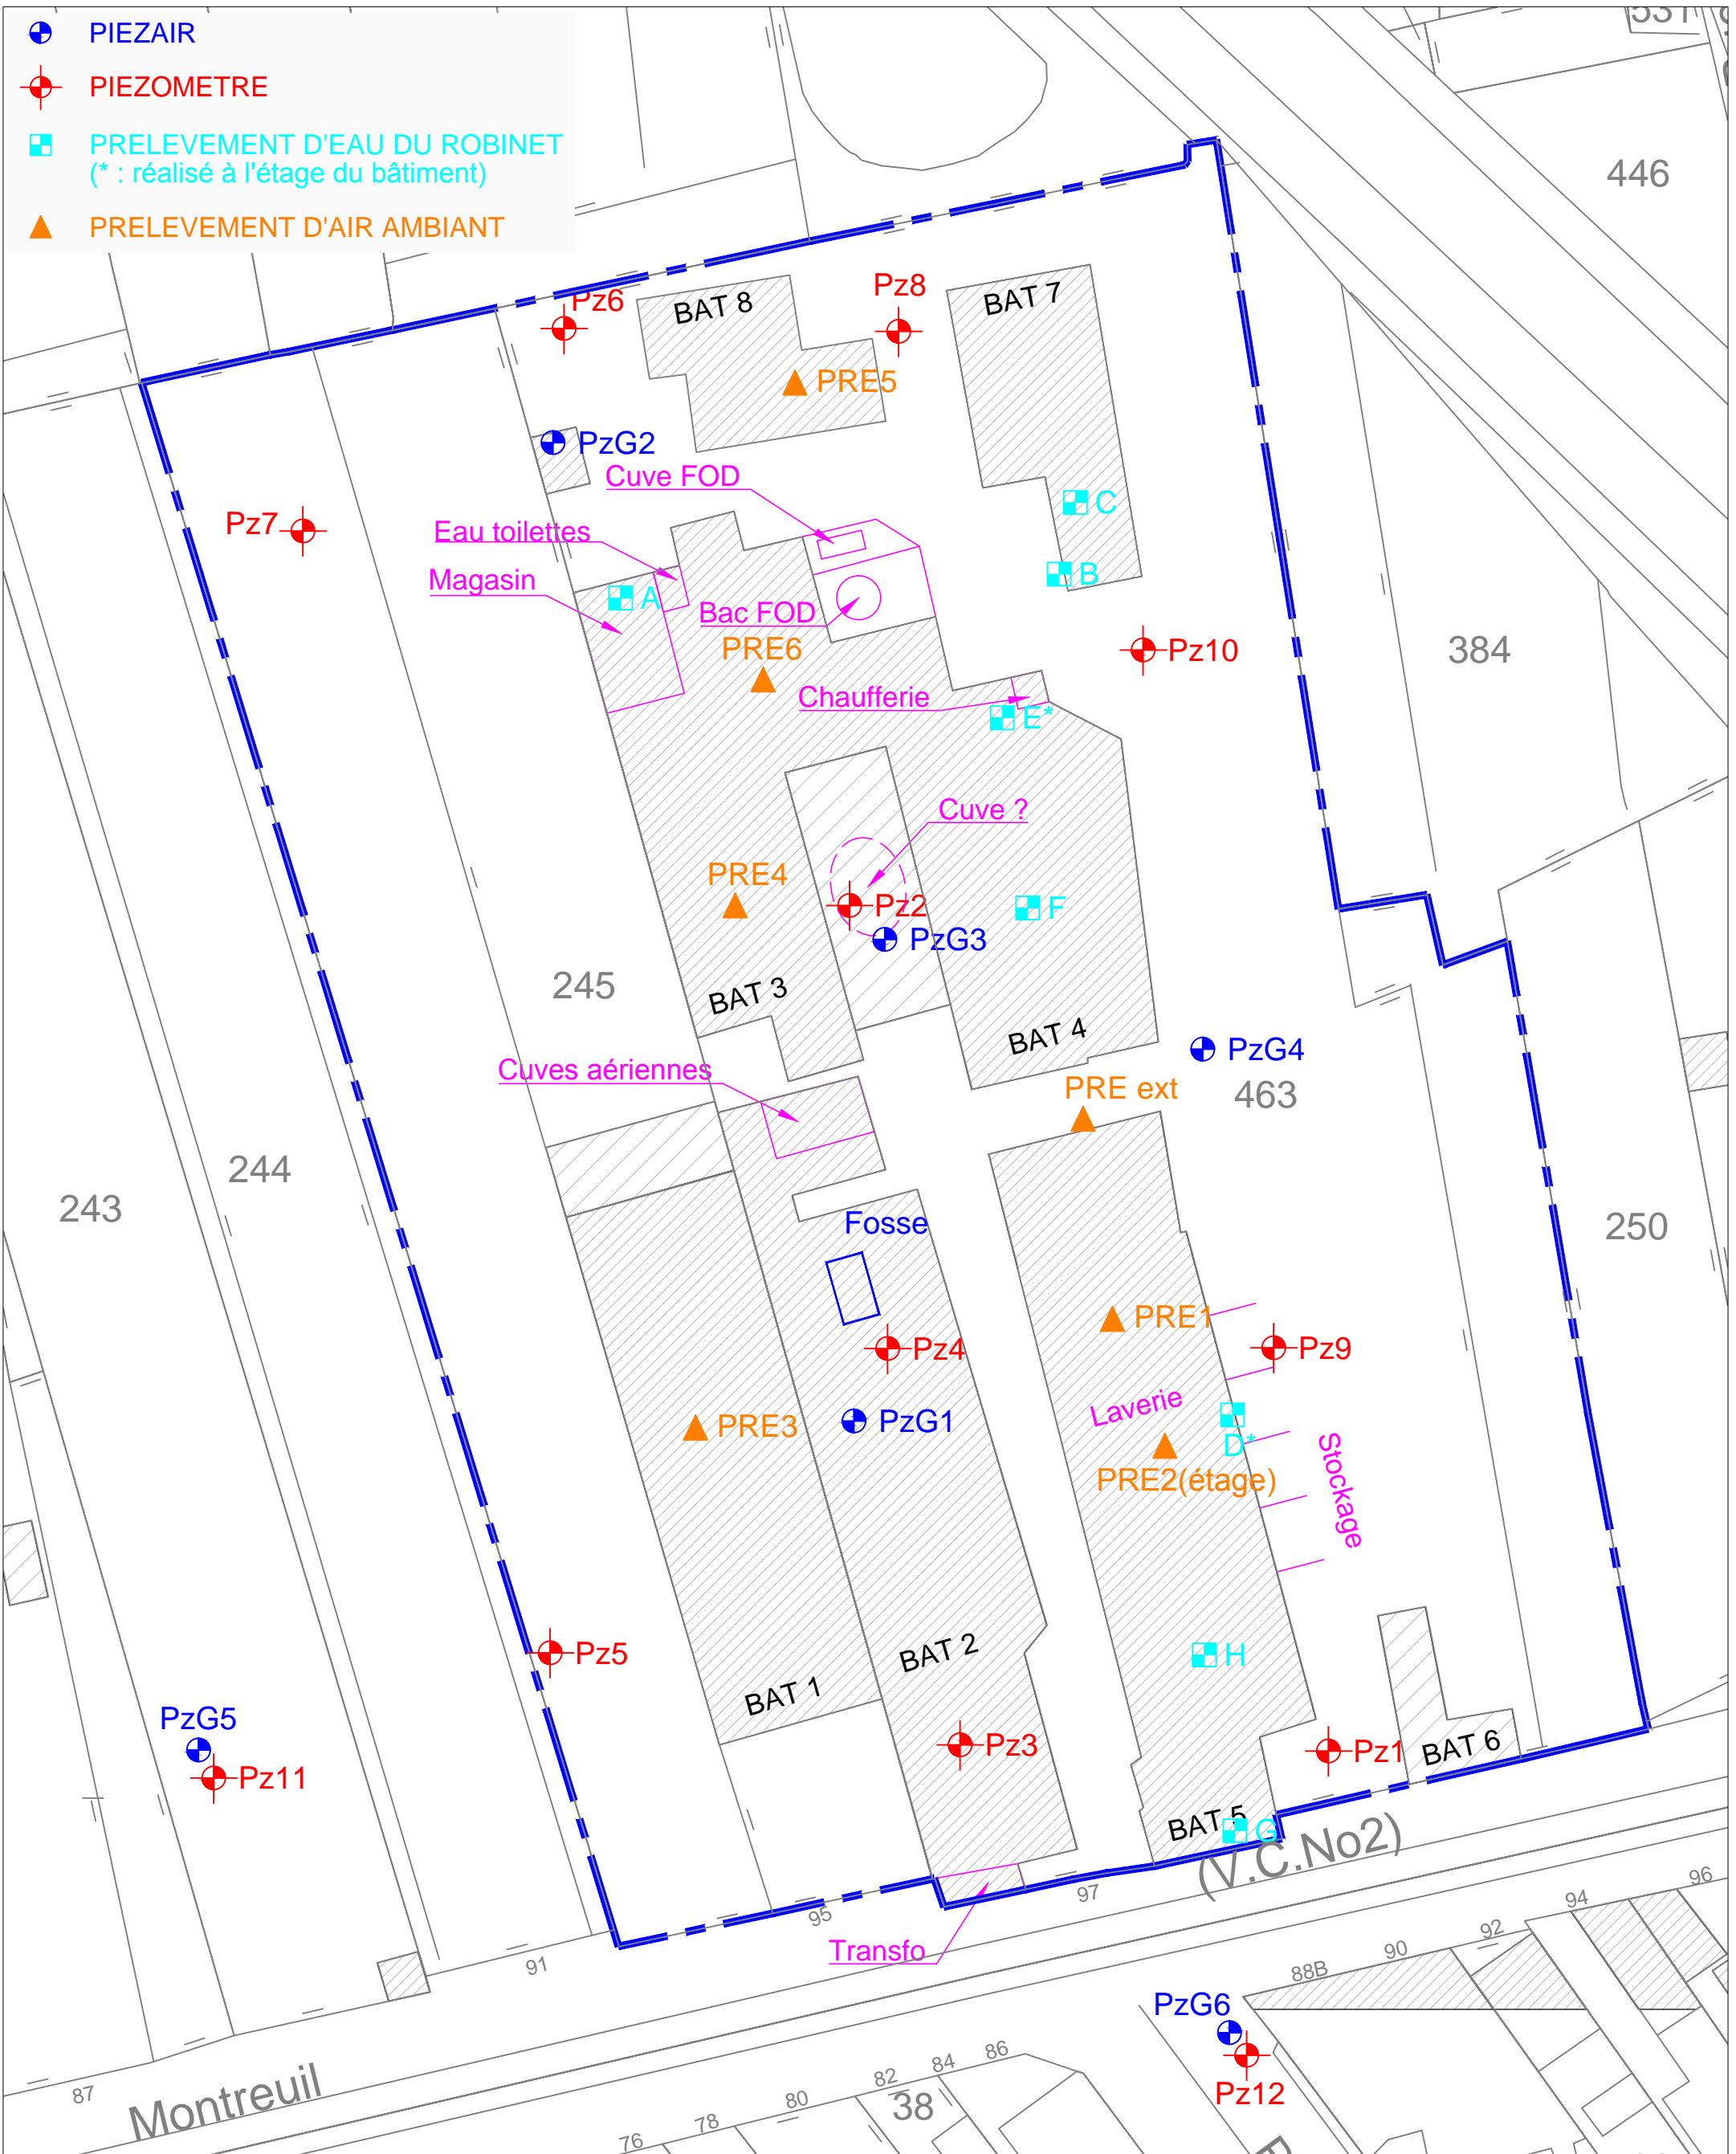 PIEZAIR
PIEZOMETRE
PRELEVEMENT D'EAU DU ROBINET
(* : réalisé à l'étage du bâtiment)
PRELEVEMENT D'AIR AMBIANT
531
446
Pz6
BAT 8
Pz8
BAT 7
PRE5
PzG2
Cuve FOD
C
Pz7
Eau toilettes
Magasin
A
B
Bac FOD
PRE6
Pz10
384
Chaufferie
E*
Cuve ?
PRE4
Pz2
F
PzG3
245
BAT 3
BAT 4
PzG4
Cuves aériennes
PRE ext
463
244
243
Fosse
250
PRE1
Pz4
Pz9
Laverie
PzG1
PRE3
D*
PRE2(étage)
Stockage
Pz5
BAT 2
H
BAT 1
PzG5
Pz11
Pz3
Pz1
BAT 6
BAT 5
G
(V.C.No2)
97
95
96
94
92
90
88B
91
Transfo
PzG6
Pz12
87
Montreuil
86
84
82
80
78
76
38